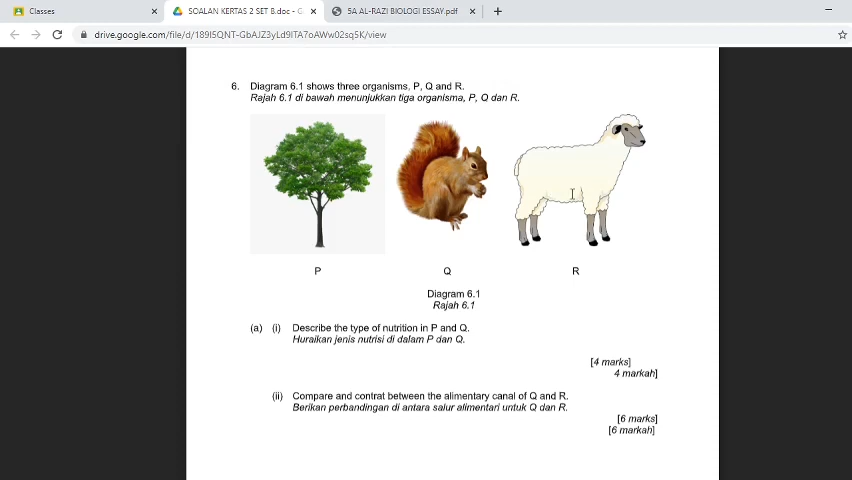 Classes
SOALAN KERTAS 2 SET B.doc - G
5A AL-RAZI BIOLOGI ESSAY.pdf
drive.google.com/file/d/189I5QNT-GbAJZ3yLd9ITA7oAWw02sq5K/view
6. Diagram 6.1 shows three organisms, P, Q and R.
Rajah 6.1 di bawah menunjukkan tiga organisma, P, Q dan R.
P Q R
Diagram 6.1
Rajah 6.1
(a) (i) Describe the type of nutrition in P and Q.
Huraikan jenis nutrisi di dalam P dan Q.
[4 marks]
4 markah]
(ii) Compare and contrat between the alimentary canal of Q and R.
Berikan perbandingan di antara salur alimentari untuk Q dan R.
[6 marks]
[6 markah]